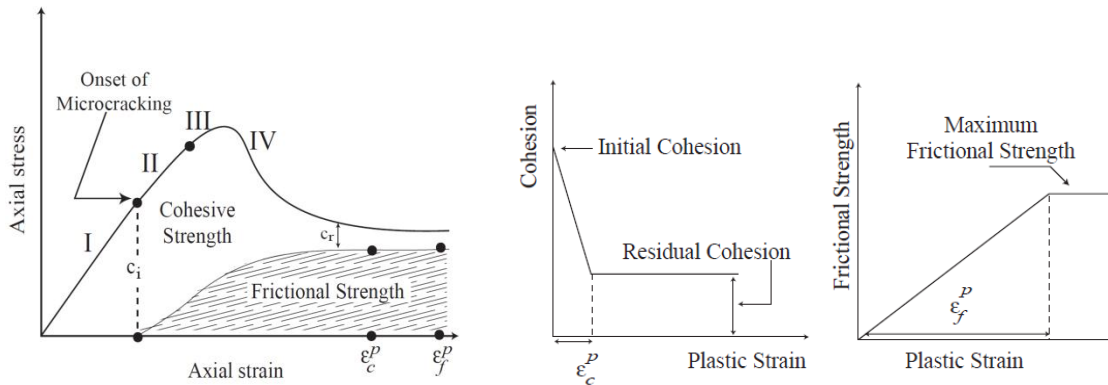 Axial stress
Onset of
Microcracking
I
II
III
IV
Cohesive
Strength
c_i
c_r
Frictional Strength
ε_c^p
ε_f^p
Axial strain
Cohesion
Initial Cohesion
Residual Cohesion
ε_c^p
Plastic Strain
Frictional Strength
Maximum
Frictional Strength
ε_f^p
Plastic Strain